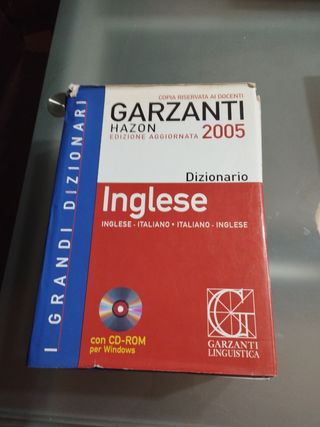 COPIA RISERVATA AI DOCENTI
GARZANTI
HAZON
EDIZIONE AGGIORNATA 2005
Dizionario
Inglese
INGLESE - ITALIANO • ITALIANO - INGLESE
I GRANDI DIZIONARI
con CD-ROM
per Windows
G
GARZANTI
LINGUISTICA